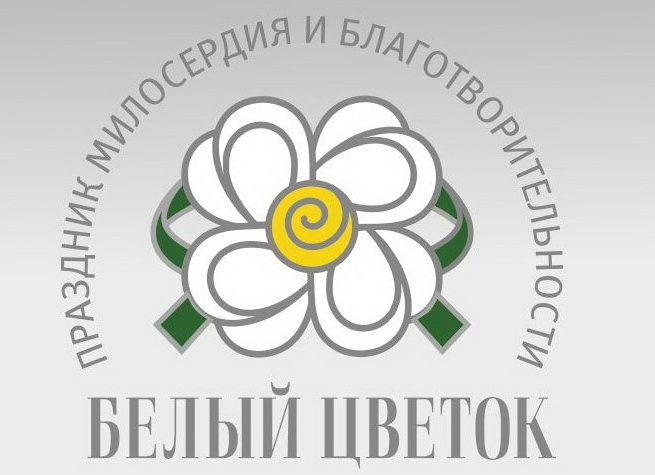 ПРАЗДНИК МИЛОСЕРДИЯ И БЛАГОТВОРИТЕЛЬНОСТИ
БЕЛЫЙ ЦВЕТОК